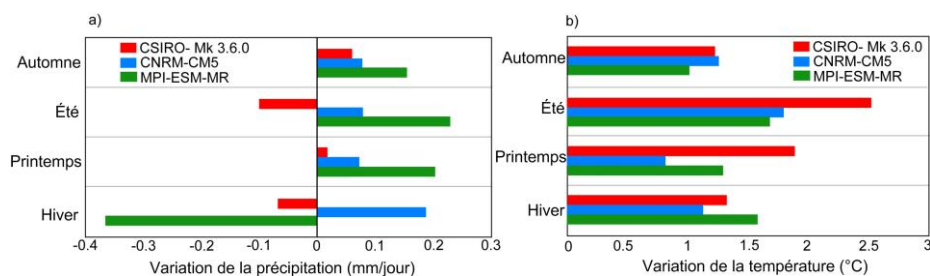 a)
CSIRO- Mk 3.6.0
CNRM-CM5
MPI-ESM-MR
Automne
Été
Printemps
Hiver
-0.4 -0.3 -0.2 -0.1 0 0.1 0.2 0.3
Variation de la précipitation (mm/jour)
b)
CSIRO- Mk 3.6.0
CNRM-CM5
MPI-ESM-MR
Automne
Été
Printemps
Hiver
0 0.5 1 1.5 2 2.5 3
Variation de la température (°C)